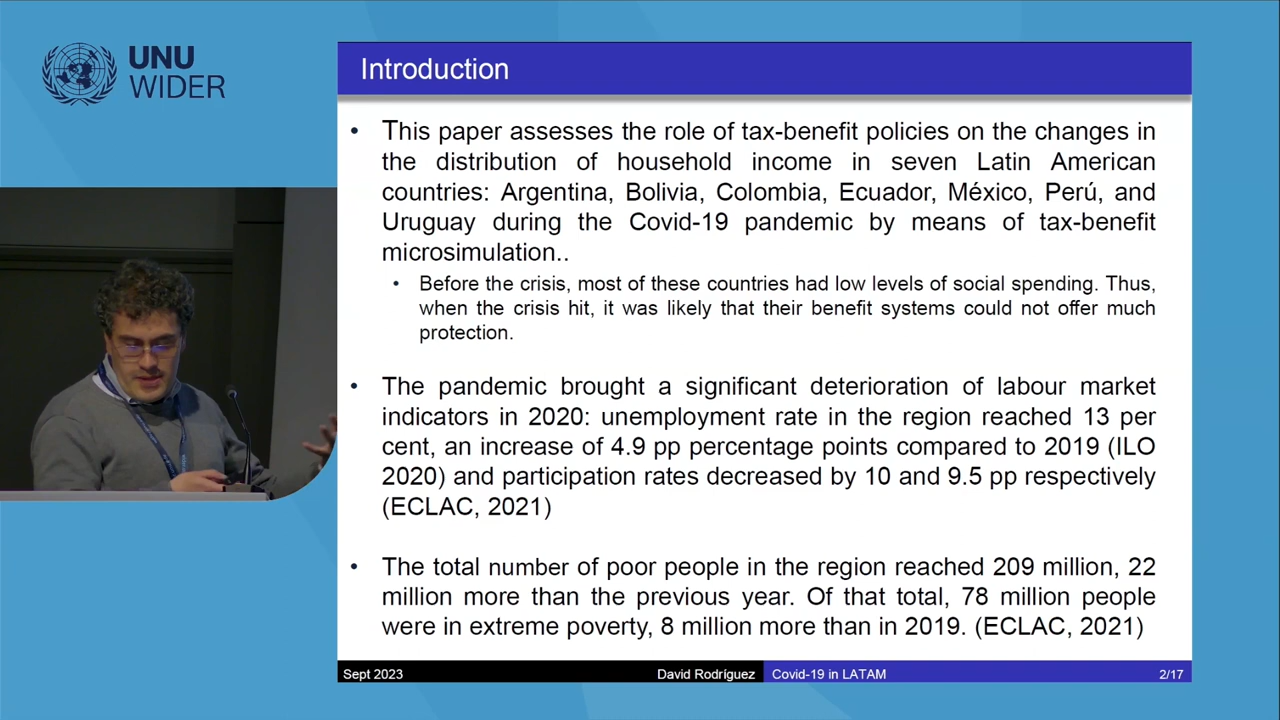 UNU
WIDER
Introduction
• This paper assesses the role of tax-benefit policies on the changes in
the distribution of household income in seven Latin American
countries: Argentina, Bolivia, Colombia, Ecuador, México, Perú, and
Uruguay during the Covid-19 pandemic by means of tax-benefit
microsimulation..
• Before the crisis, most of these countries had low levels of social spending. Thus,
when the crisis hit, it was likely that their benefit systems could not offer much
protection.
• The pandemic brought a significant deterioration of labour market
indicators in 2020: unemployment rate in the region reached 13 per
cent, an increase of 4.9 pp percentage points compared to 2019 (ILO
2020) and participation rates decreased by 10 and 9.5 pp respectively
(ECLAC, 2021)
• The total number of poor people in the region reached 209 million, 22
million more than the previous year. Of that total, 78 million people
were in extreme poverty, 8 million more than in 2019. (ECLAC, 2021)
Sept 2023 David Rodríguez Covid-19 in LATAM 2/17